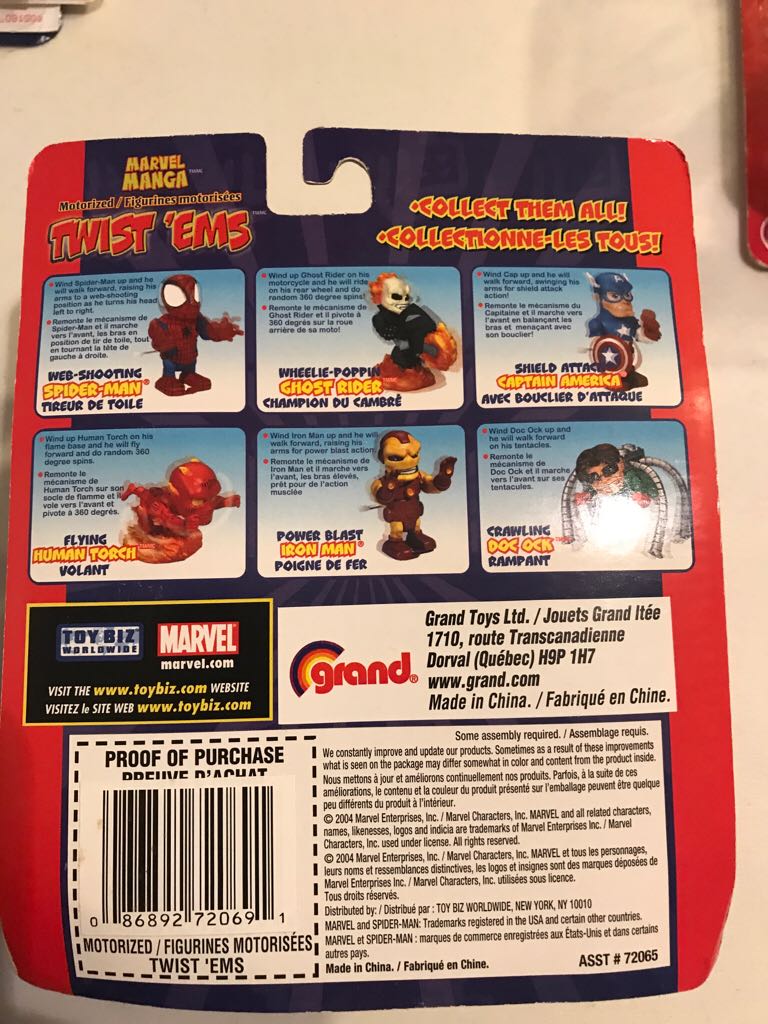 MARVEL
MANGA™/MC
Motorized / Figurines motorisées
TWIST 'EMS™/MC
•COLLECT THEM ALL!
•COLLECTIONNE-LES TOUS!
• Wind Spider-Man up and he
will walk forward, raising his
arms to a web-shooting
position as he turns his head
left to right.
• Remonte le mécanisme de
Spider-Man et il marche
vers l'avant, les bras en
position de tir de toile, tout
en tournant la tête de
gauche à droite.
WEB-SHOOTING
SPIDER-MAN®
TIREUR DE TOILE
• Wind up Ghost Rider on his
motorcycle and he will ride
on his rear wheel and do
random 360 degree spins!
• Remonte le mécanisme de
Ghost Rider et il pivote à
360 degrés sur la roue
arrière de sa moto!
WHEELIE-POPPIN
GHOST RIDER
CHAMPION DU CAMBRÉ
• Wind Cap up and he will
walk forward, swinging his
arms for shield attack
action!
• Remonte le mécanisme du
Capitaine et il marche vers
l'avant en balançant les
bras et menaçant avec
son bouclier!
SHIELD ATTACK
CAPTAIN AMERICA®
AVEC BOUCLIER D'ATTAQUE
• Wind up Human Torch on his
flame base and he will fly
forward and do random 360
degree spins.
• Remonte le
mécanisme de
Human Torch sur son
socle de flamme et il
vole vers l'avant et
pivote à 360 degrés.
FLYING
HUMAN TORCH™/MC
VOLANT
• Wind Iron Man up and he will
walk forward, raising his
arms for power blast action.
• Remonte le mécanisme de
Iron Man et il marche vers
l'avant, les bras élevés,
prêt pour de l'action
musclée
POWER BLAST
IRON MAN®
POIGNE DE FER
• Wind Doc Ock up and
he will walk forward
on his tentacles.
• Remonte le
mécanisme de
Doc Ock et il marche
vers l'avant sur ses
tentacules.
CRAWLING
DOC OCK™/MC
RAMPANT
TOY BIZ
WORLDWIDE
MARVEL®
marvel.com
VISIT THE www.toybiz.com WEBSITE
VISITEZ le SITE WEB www.toybiz.com
grand®
Grand Toys Ltd. / Jouets Grand ltée
1710, route Transcanadienne
Dorval (Québec) H9P 1H7
www.grand.com
Made in China. / Fabriqué en Chine.
PROOF OF PURCHASE
PREUVE D'ACHAT
0 86892 72069 1
MOTORIZED / FIGURINES MOTORISÉES
TWIST 'EMS
Some assembly required. / Assemblage requis.
We constantly improve and update our products. Sometimes as a result of these improvements
what is seen on the package may differ somewhat in color and content from the product inside.
Nous mettons à jour et améliorons continuellement nos produits. Parfois, à la suite de ces
améliorations, le contenu et la couleur du produit présenté sur l'emballage peuvent être quelque
peu différents du produit à l'intérieur.
© 2004 Marvel Enterprises, Inc. / Marvel Characters, Inc. MARVEL and all related characters,
names, likenesses, logos and indicia are trademarks of Marvel Enterprises Inc. / Marvel
Characters, Inc. used under license. All rights reserved.
© 2004 Marvel Enterprises, Inc. / Marvel Characters, Inc. MARVEL et tous les personnages,
leurs noms et ressemblances distinctives, les logos et insignes sont des marques déposées de
Marvel Enterprises Inc. / Marvel Characters, Inc. utilisées sous licence.
Tous droits réservés.
Distributed by: / Distribué par : TOY BIZ WORLDWIDE, NEW YORK, NY 10010
MARVEL and SPIDER-MAN: Trademarks registered in the USA and certain other countries.
MARVEL et SPIDER-MAN : marques de commerce enregistrées aux États-Unis et dans certains
autres pays.
Made in China. / Fabriqué en Chine.
ASST # 72065